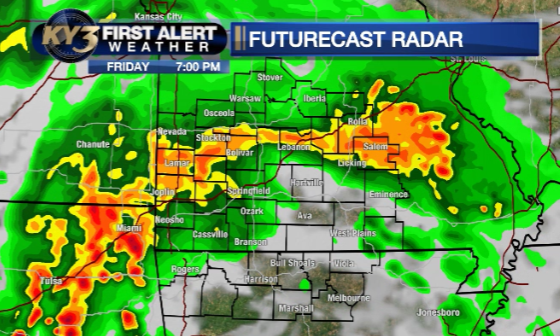 Kansas City
KY3 FIRST ALERT
WEATHER
FUTURECAST RADAR
FRIDAY 7:00 PM
St. Louis
Stover
Warsaw
Iberia
Osceola
Rolla
Nevada
Stockton
Chanute
Lebanon
Salem
Bolivar
Lamar
Licking
Hartville
Joplin
Springfield
Eminence
Ozark
Neosho
Ava
Miami
Cassville
West Plains
Branson
Bull Shoals
Viola
Rogers
Harrison
Tulsa
Melbourne
Marshall
Jonesboro